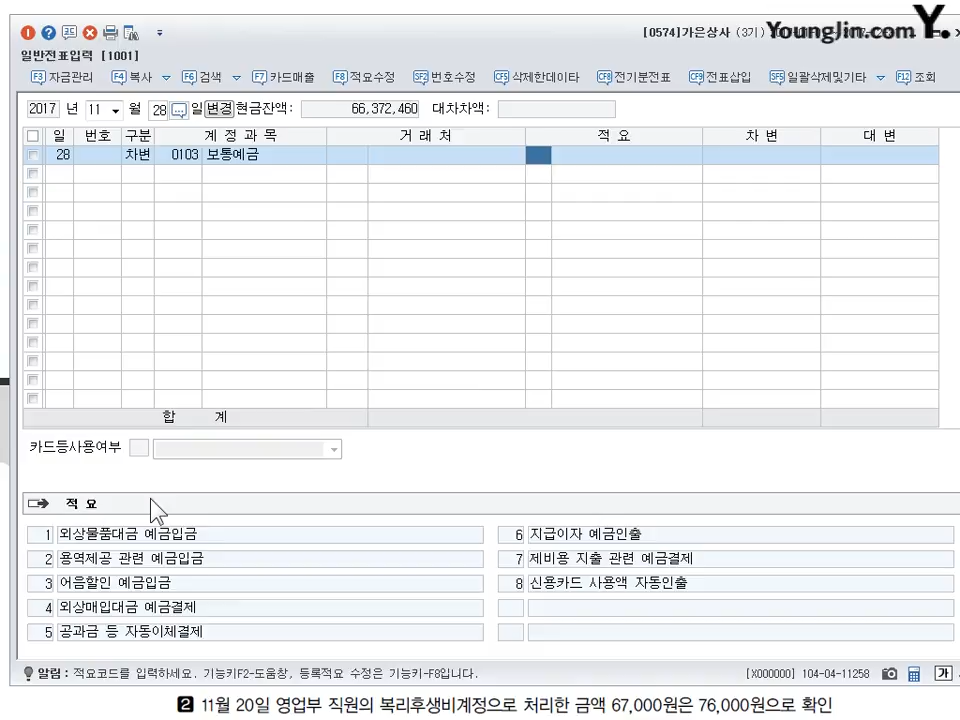 [0574]가은상사 (3기)
Younglin.com Y.
일반전표입력 [1001]
F3 자금관리 F4 복사 F6 검색 F7 카드매출 F8 적요수정 SF2 번호수정 CF5 삭제한데이타 CF8 전기분전표 CF9 전표삽입 SF5 일괄삭제및기타 F12 조회
2017 년 11 월 28 일 변경 현금잔액: 66,372,460 대차차액:
일 번호 구분 계 정 과 목 거 래 처 적 요 차 변 대 변
28 차변 0103 보통예금
합 계
카드등사용여부
적 요
1 외상물품대금 예금입금 6 지급이자 예금인출
2 용역제공 관련 예금입금 7 제비용 지출 관련 예금결제
3 어음할인 예금입금 8 신용카드 사용액 자동인출
4 외상매입대금 예금결제
5 공과금 등 자동이체결제
알림 : 적요코드를 입력하세요. 기능키F2-도움창, 등록적요 수정은 기능키-F8입니다. [X000000] 104-04-11258 가
2 11월 20일 영업부 직원의 복리후생비계정으로 처리한 금액 67,000원은 76,000원으로 확인